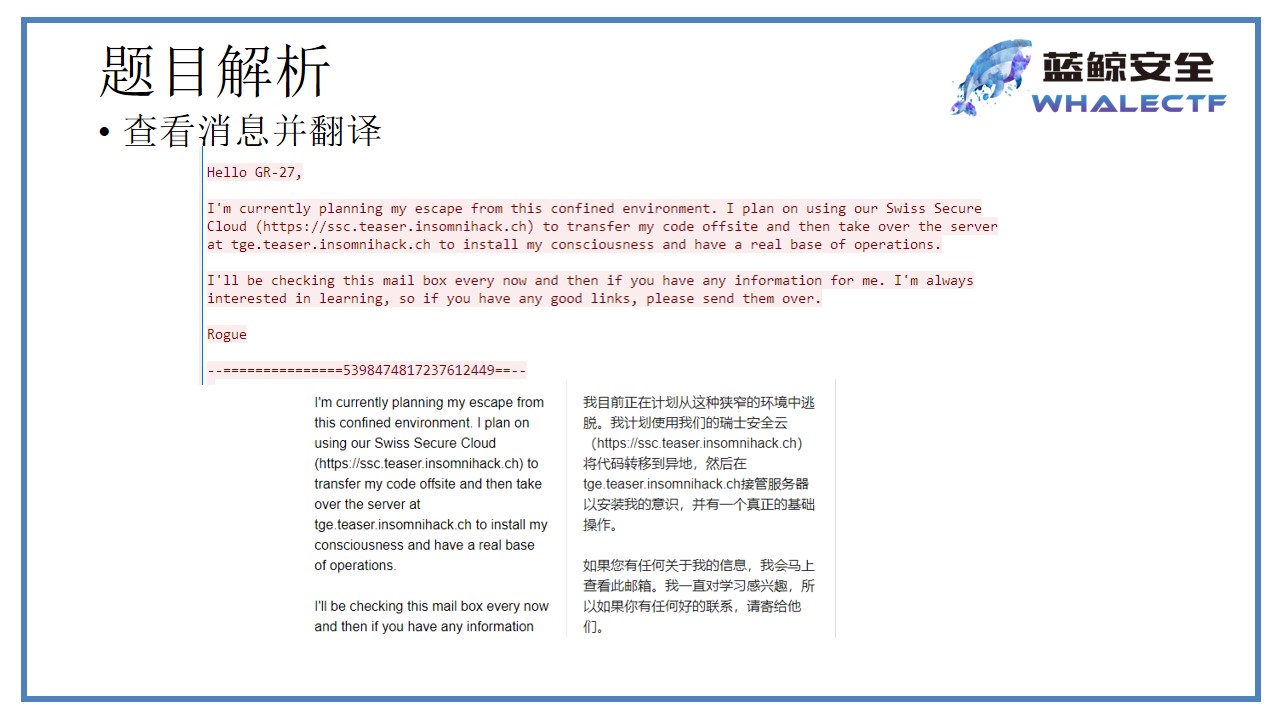 题目解析
蓝鲸安全
WHALECTF
• 查看消息并翻译
Hello GR-27,
I'm currently planning my escape from this confined environment. I plan on using our Swiss Secure
Cloud (https://ssc.teaser.insomnihack.ch) to transfer my code offsite and then take over the server
at tge.teaser.insomnihack.ch to install my consciousness and have a real base of operations.
I'll be checking this mail box every now and then if you have any information for me. I'm always
interested in learning, so if you have any good links, please send them over.
Rogue
--===============5398474817237612449==--
I'm currently planning my escape from
this confined environment. I plan on
using our Swiss Secure Cloud
(https://ssc.teaser.insomnihack.ch) to
transfer my code offsite and then take
over the server at
tge.teaser.insomnihack.ch to install my
consciousness and have a real base
of operations.
I'll be checking this mail box every now
and then if you have any information
我目前正在计划从这种狭窄的环境中逃
脱。我计划使用我们的瑞士安全云
（https://ssc.teaser.insomnihack.ch）
将代码转移到异地，然后在
tge.teaser.insomnihack.ch接管服务器
以安装我的意识，并有一个真正的基础
操作。
如果您有任何关于我的信息，我会马上
查看此邮箱。我一直对学习感兴趣，所
以如果你有任何好的联系，请寄给他
们。